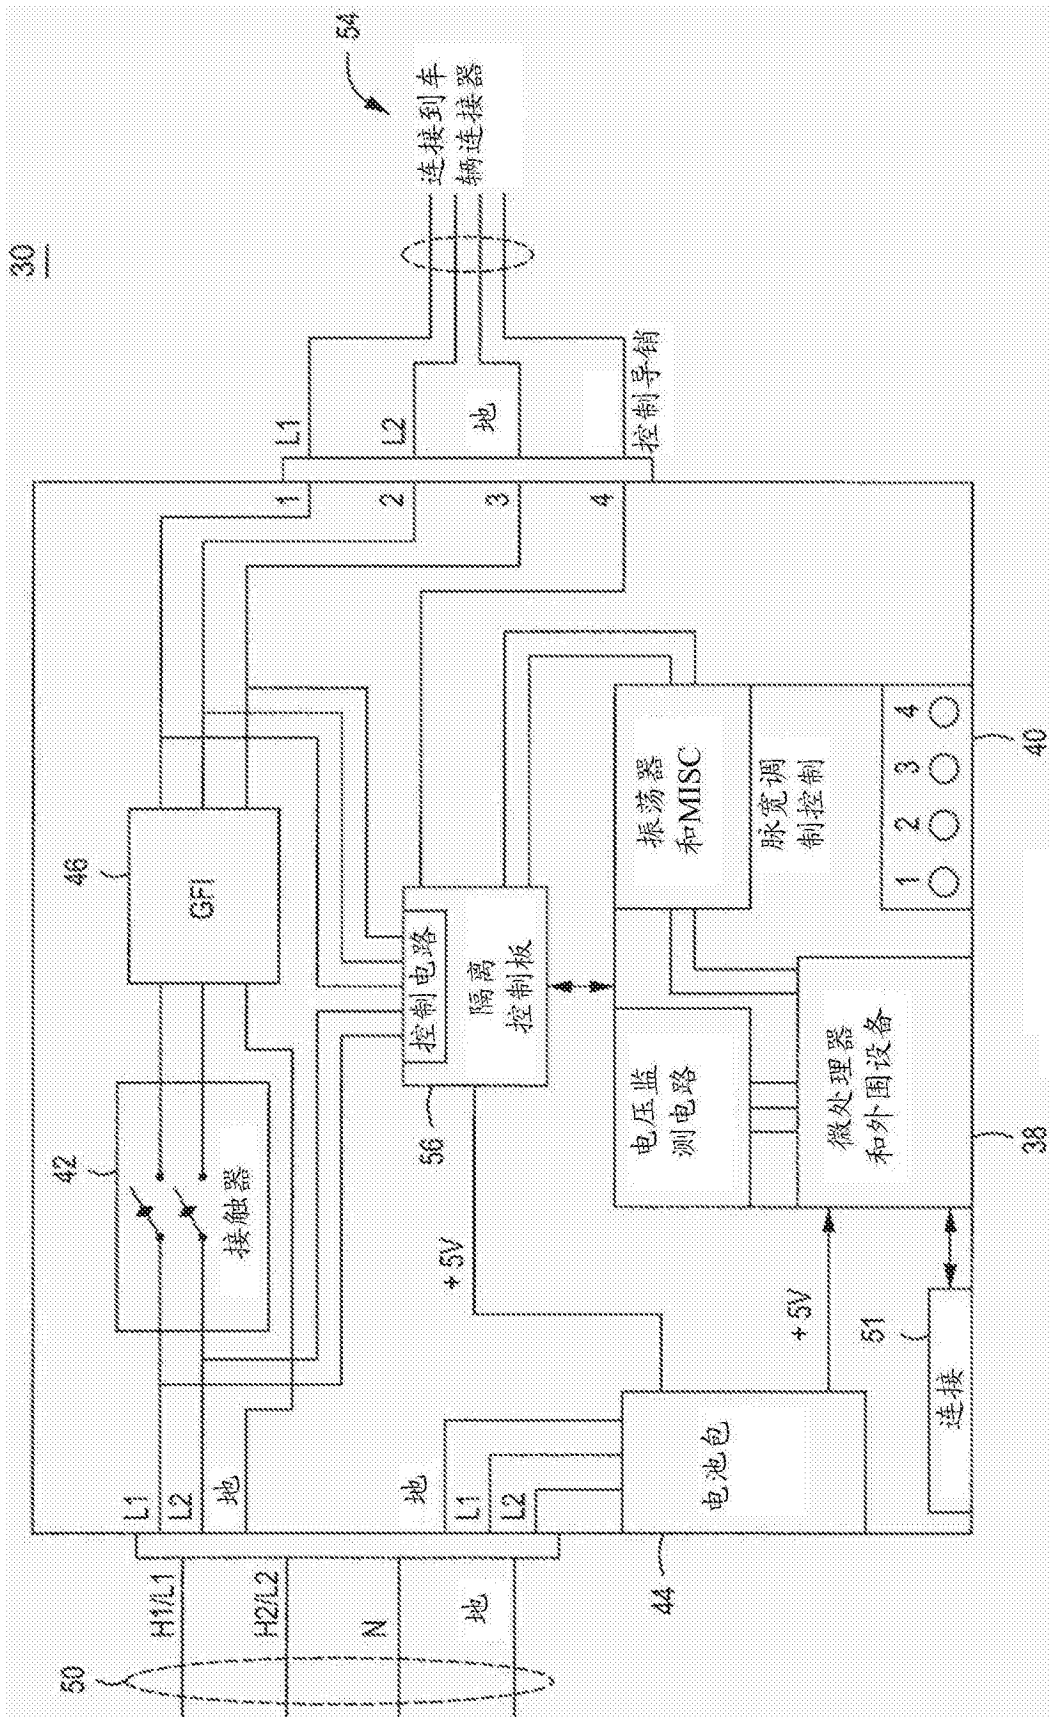 30
54
连接到车
辆连接器
L1
L2
地
控制导销
1
2
3
4
46
GFI
42
接触器
56
控制电路
隔离
控制板
振荡器
和MISC
脉宽调
制控制
1 2 3 4
40
电压监
测电路
微处理器
和外围设备
38
+5V
+5V
51
连接
L1
L2
地
地
L1
L2
电池包
44
H1/L1
H2/L2
N
地
50